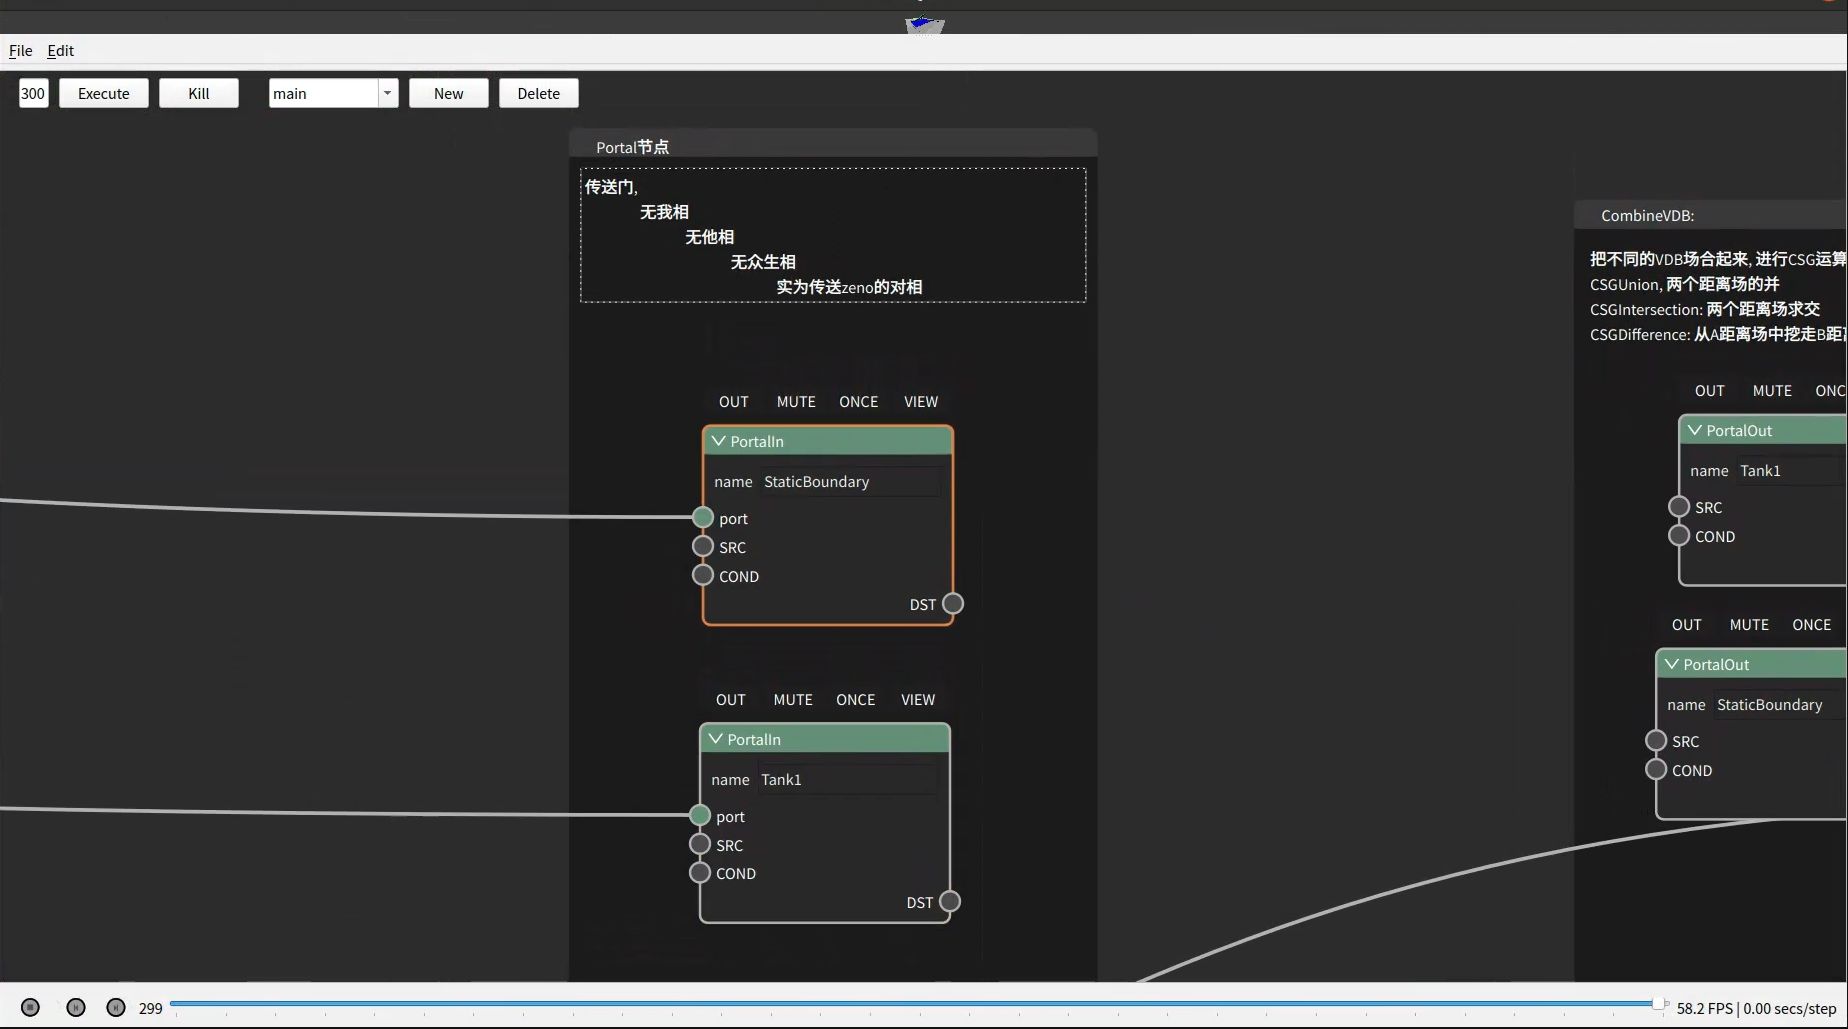 File Edit
300 Execute Kill main New Delete
Portal节点
传送门,
无我相
无他相
无众生相
实为传送zeno的对相
OUT MUTE ONCE VIEW
PortalIn
name StaticBoundary
port
SRC
COND
DST
OUT MUTE ONCE VIEW
PortalIn
name Tank1
port
SRC
COND
DST
CombineVDB:
把不同的VDB场合起来, 进行CSG运算
CSGUnion, 两个距离场的并
CSGIntersection: 两个距离场求交
CSGDifference: 从A距离场中挖走B距
OUT MUTE ONC
PortalOut
name Tank1
SRC
COND
OUT MUTE ONCE
PortalOut
name StaticBoundary
SRC
COND
299 58.2 FPS | 0.00 secs/step